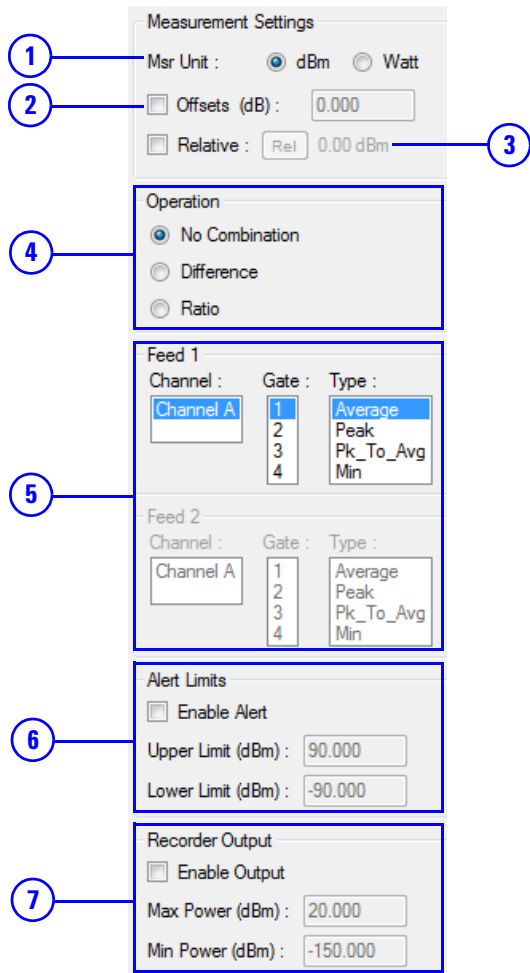 Measurement Settings
1 Msr Unit : dBm Watt
2 Offsets (dB) : 0.000
Relative : Rel 0.00 dBm 3
Operation
4 No Combination
Difference
Ratio
Feed 1
Channel : Gate : Type :
Channel A 1 Average
2 Peak
3 Pk_To_Avg
4 Min
5
Feed 2
Channel : Gate : Type :
Channel A 1 Average
2 Peak
3 Pk_To_Avg
4 Min
Alert Limits
Enable Alert
6 Upper Limit (dBm) : 90.000
Lower Limit (dBm) : -90.000
Recorder Output
Enable Output
7 Max Power (dBm) : 20.000
Min Power (dBm) : -150.000